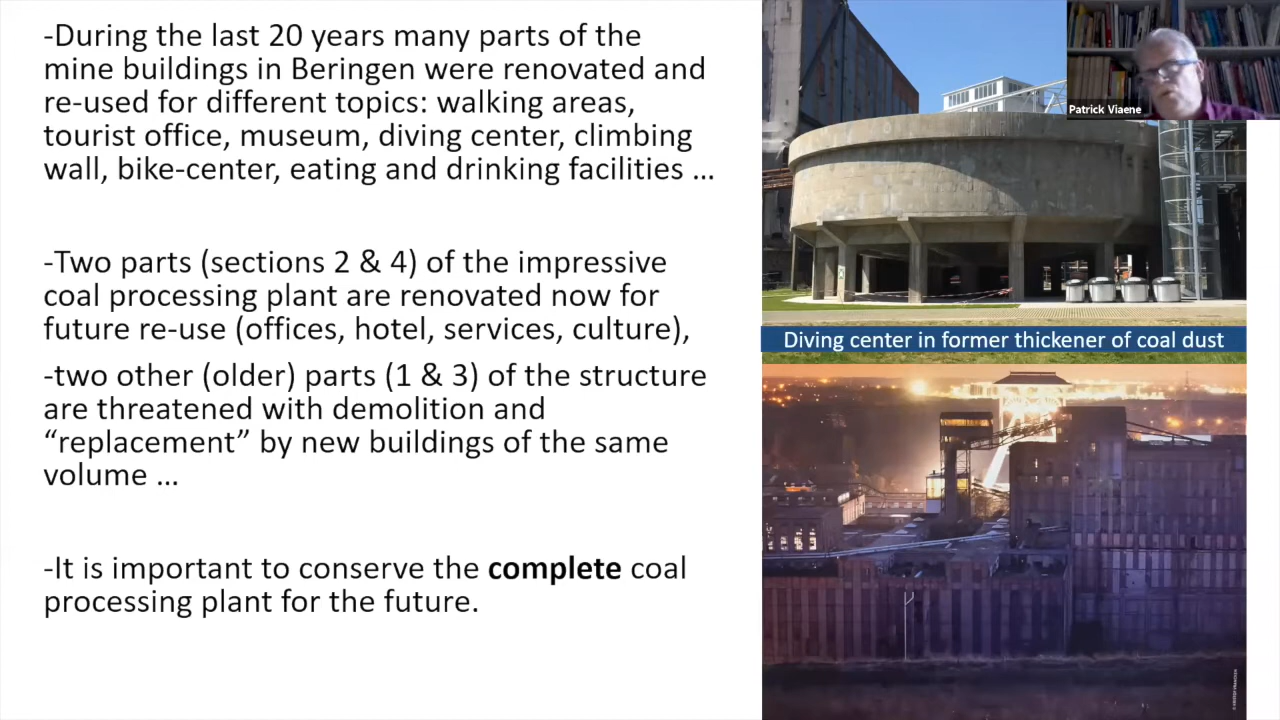 -During the last 20 years many parts of the
mine buildings in Beringen were renovated and
re-used for different topics: walking areas,
tourist office, museum, diving center, climbing
wall, bike-center, eating and drinking facilities ...
-Two parts (sections 2 & 4) of the impressive
coal processing plant are renovated now for
future re-use (offices, hotel, services, culture),
-two other (older) parts (1 & 3) of the structure
are threatened with demolition and
“replacement” by new buildings of the same
volume ...
-It is important to conserve the complete coal
processing plant for the future.
Patrick Viaene
Diving center in former thickener of coal dust